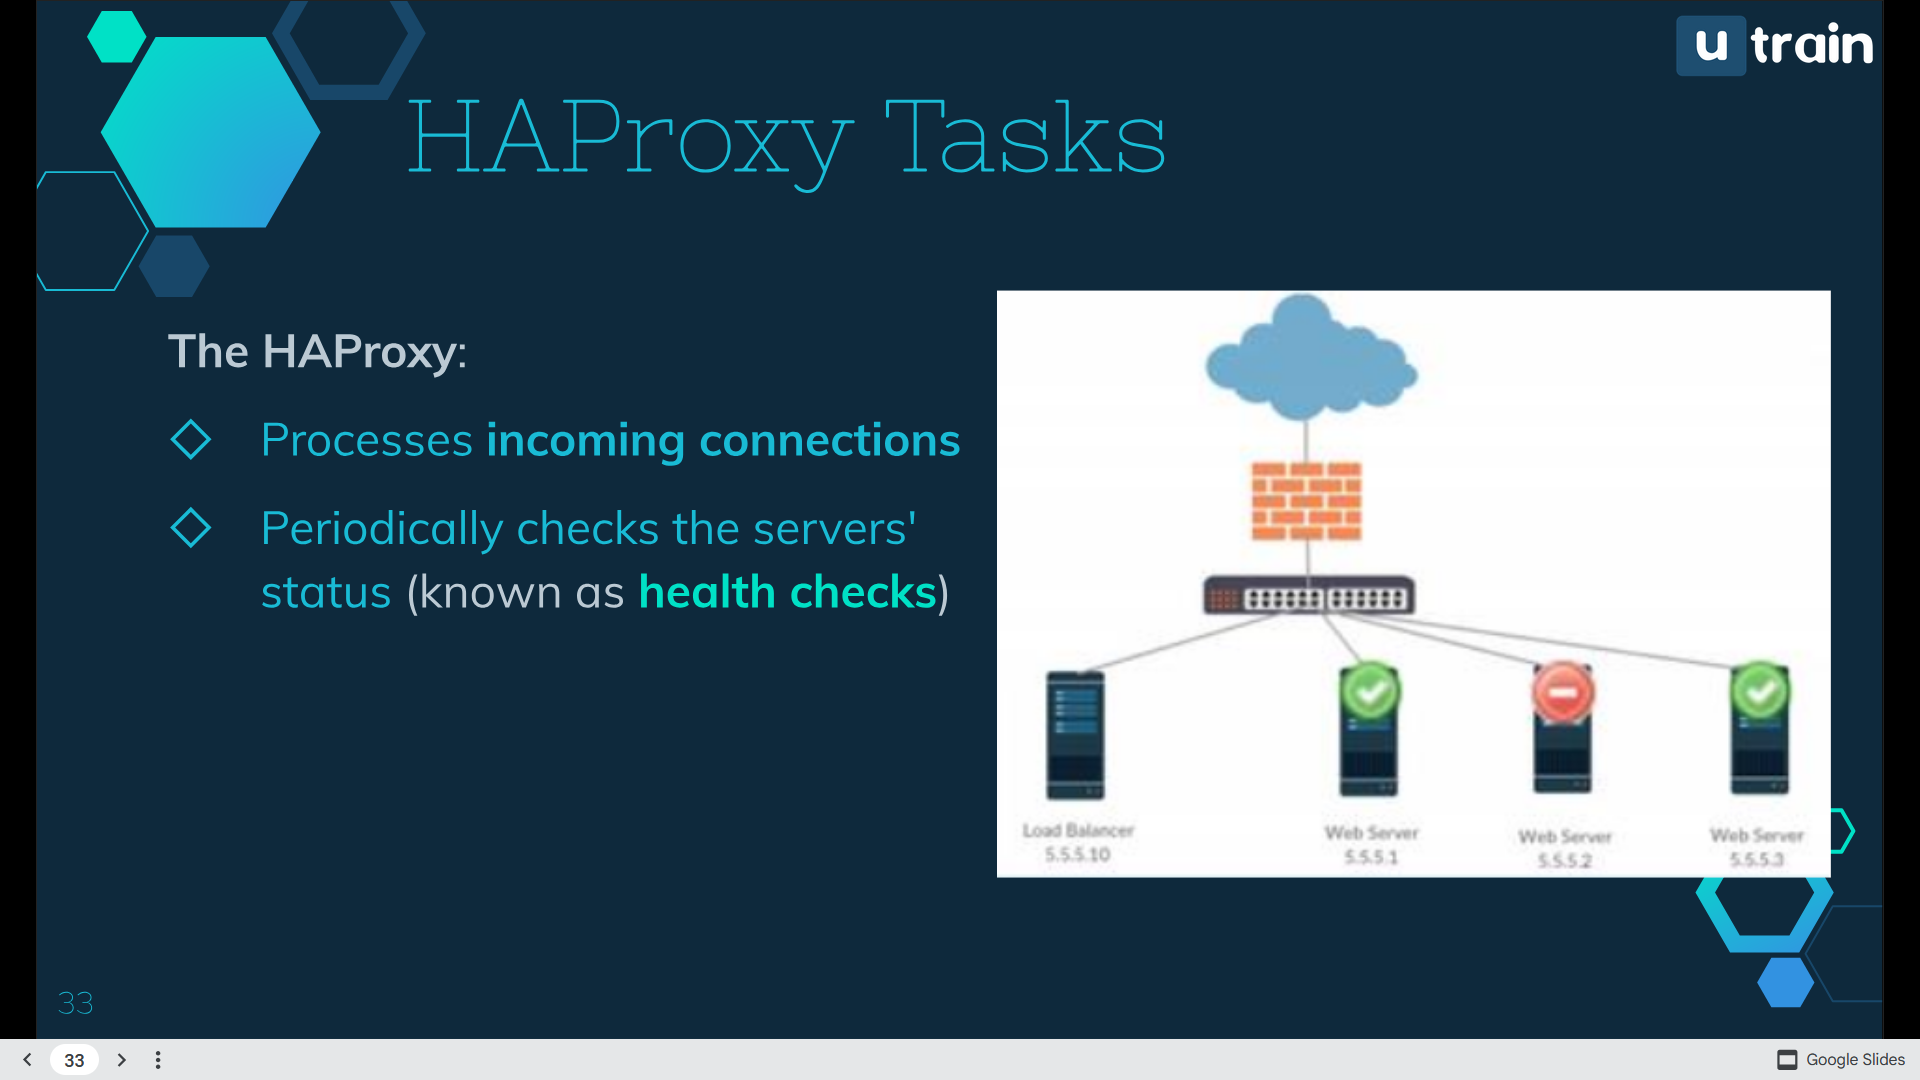 u train
HAProxy Tasks
The HAProxy:
Processes incoming connections
Periodically checks the servers'
status (known as health checks)
Load Balancer
5.5.5.10
Web Server
5.5.5.1
Web Server
5.5.5.2
Web Server
5.5.5.3
33
33
Google Slides